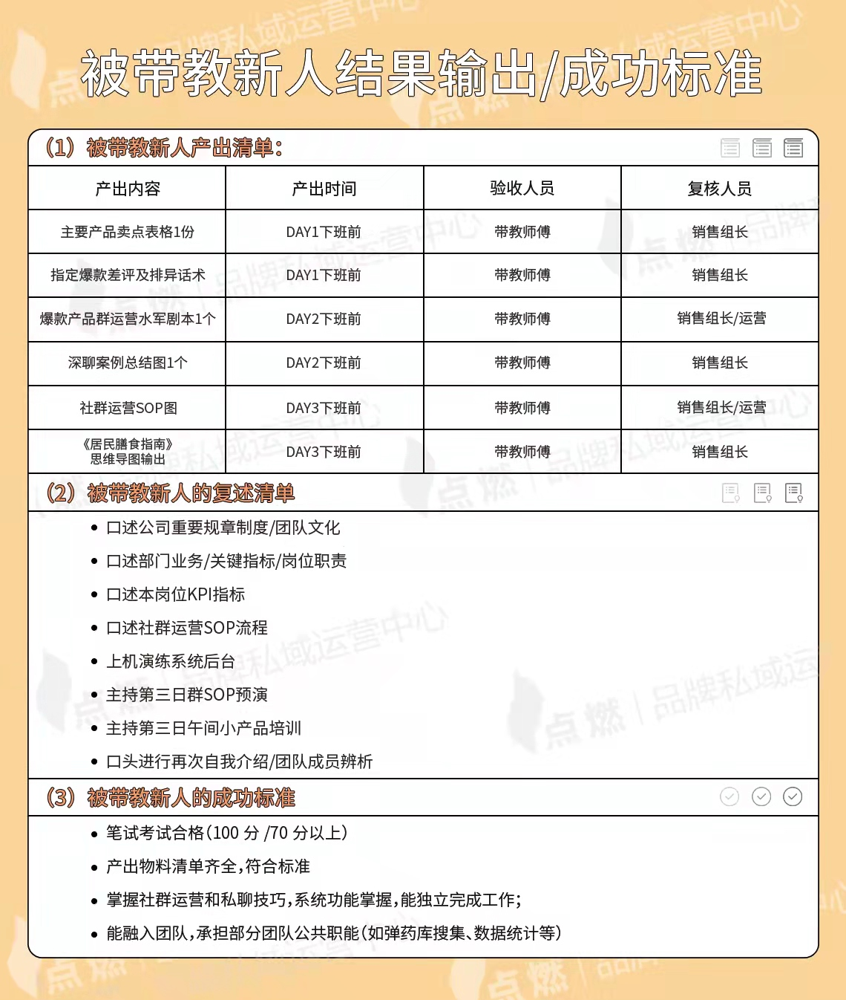 被带教新人结果输出/成功标准
（1）被带教新人产出清单：
产出内容 产出时间 验收人员 复核人员
主要产品卖点表格1份 DAY1下班前 带教师傅 销售组长
指定爆款差评及排异话术 DAY1下班前 带教师傅 销售组长
爆款产品群运营水军剧本1个 DAY2下班前 带教师傅 销售组长/运营
深聊案例总结图1个 DAY2下班前 带教师傅 销售组长
社群运营SOP图 DAY3下班前 带教师傅 销售组长/运营
《居民膳食指南》
思维导图输出 DAY3下班前 带教师傅 销售组长
（2）被带教新人的复述清单
• 口述公司重要规章制度/团队文化
• 口述部门业务/关键指标/岗位职责
• 口述本岗位KPI指标
• 口述社群运营SOP流程
• 上机演练系统后台
• 主持第三日群SOP预演
• 主持第三日午间小产品培训
• 口头进行再次自我介绍/团队成员辨析
（3）被带教新人的成功标准
• 笔试考试合格（100 分 /70 分以上）
• 产出物料清单齐全，符合标准
• 掌握社群运营和私聊技巧，系统功能掌握，能独立完成工作；
• 能融入团队，承担部分团队公共职能（如弹药库搜集、数据统计等）
点燃｜品牌私域运营中心